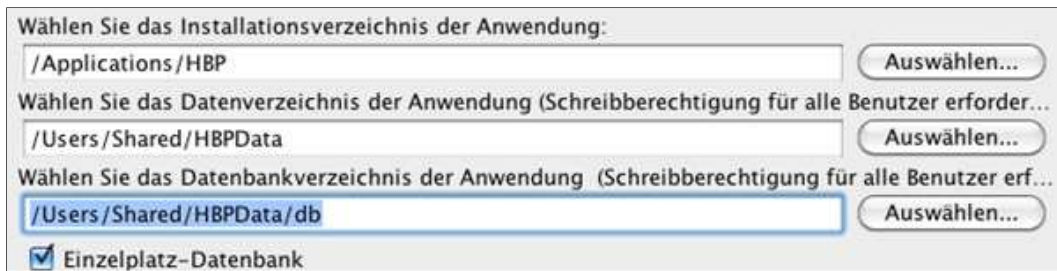 Wählen Sie das Installationsverzeichnis der Anwendung:
/Applications/HBP Auswählen...
Wählen Sie das Datenverzeichnis der Anwendung (Schreibberechtigung für alle Benutzer erforder...
/Users/Shared/HBPData Auswählen...
Wählen Sie das Datenbankverzeichnis der Anwendung (Schreibberechtigung für alle Benutzer erf...
/Users/Shared/HBPData/db Auswählen...
Einzelplatz-Datenbank